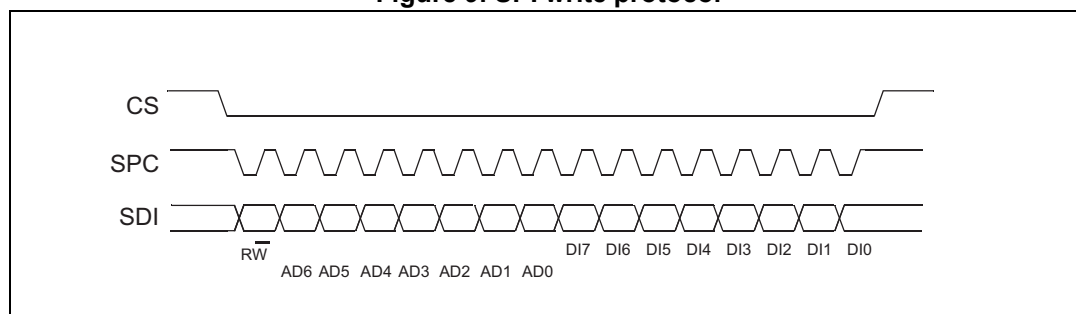 Figure 9. SPI write protocol
CS
SPC
SDI
RW DI7 DI6 DI5 DI4 DI3 DI2 DI1 DI0
AD6 AD5 AD4 AD3 AD2 AD1 AD0